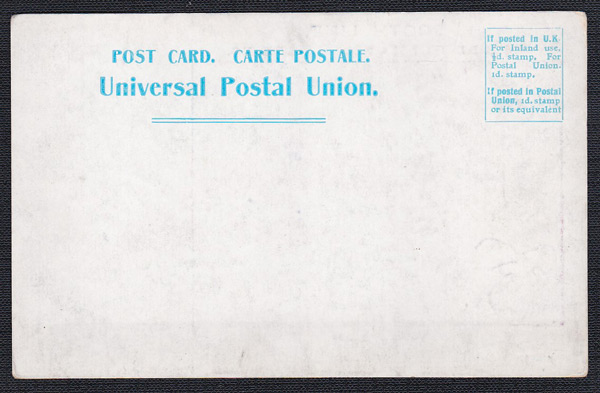 POST CARD. CARTE POSTALE.
Universal Postal Union.
If posted in U.K
For inland use,
½d. stamp. For
Postal Union.
1d. stamp.
If posted in Postal
Union, 1d. stamp
or its equivalent